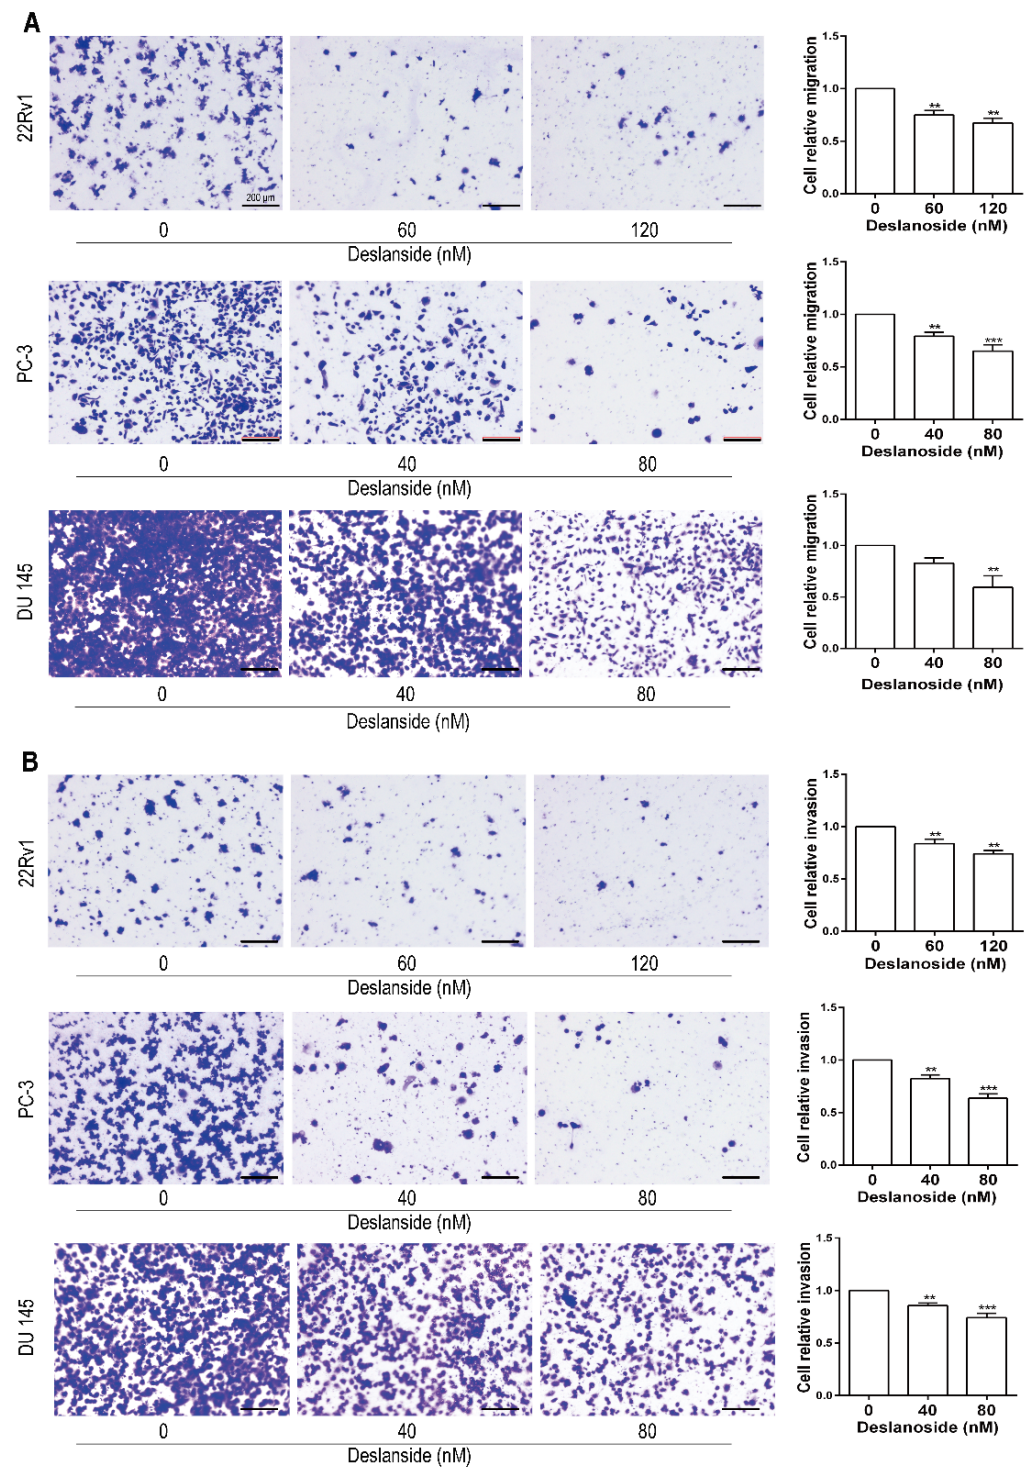 A
22Rv1
200 µm
0 60 120
Deslanside (nM)
Cell relative migration
1.5
1.0
0.5
0.0
** **
0 60 120
Deslanoside (nM)
PC-3
0 40 80
Deslanside (nM)
Cell relative migration
1.5
1.0
0.5
0.0
** ***
0 40 80
Deslanoside (nM)
DU 145
0 40 80
Deslanside (nM)
Cell relative migration
1.5
1.0
0.5
0.0
**
0 40 80
Deslanoside (nM)
B
22Rv1
0 60 120
Deslanside (nM)
Cell relative invasion
1.5
1.0
0.5
0.0
** **
0 60 120
Deslanoside (nM)
PC-3
0 40 80
Deslanside (nM)
Cell relative invasion
1.5
1.0
0.5
0.0
** ***
0 40 80
Deslanoside (nM)
DU 145
0 40 80
Deslanside (nM)
Cell relative invasion
1.5
1.0
0.5
0.0
** ***
0 40 80
Deslanoside (nM)